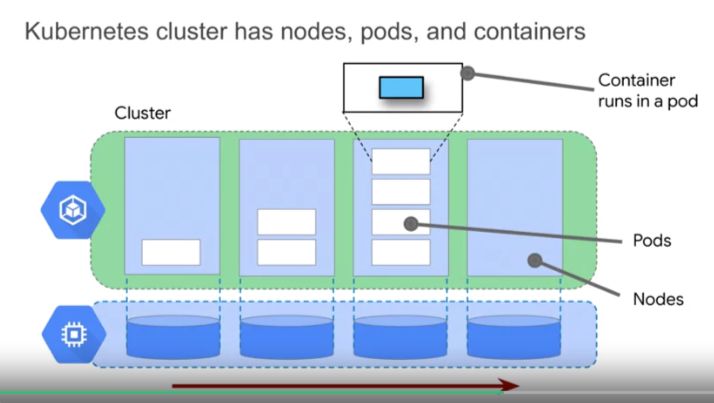 Kubernetes cluster has nodes, pods, and containers
Container
runs in a pod
Cluster
Pods
Nodes